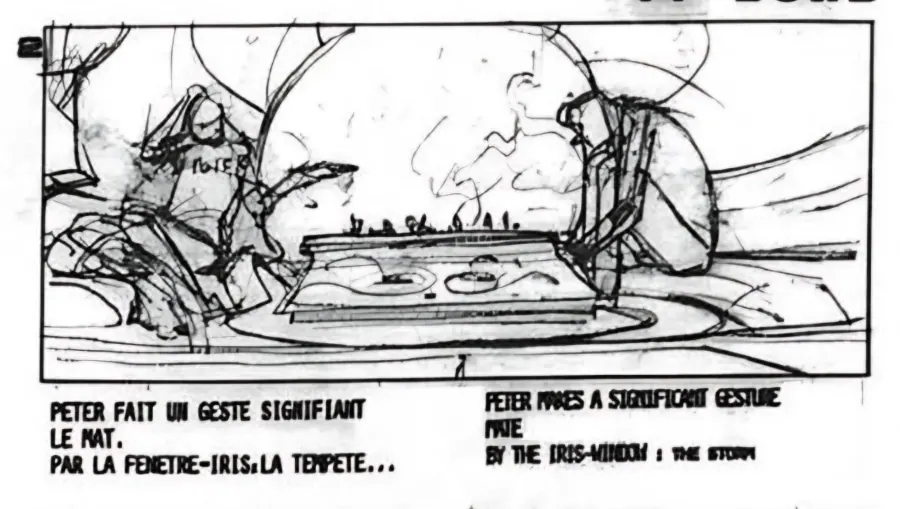 2
PETER FAIT UN GESTE SIGNIFIANT
LE MAT.
PAR LA FENETRE-IRIS:LA TEMPETE...
PETER MAKES A SIGNIFICANT GESTURE
MATE
BY THE IRIS-WINDOW : THE STORM